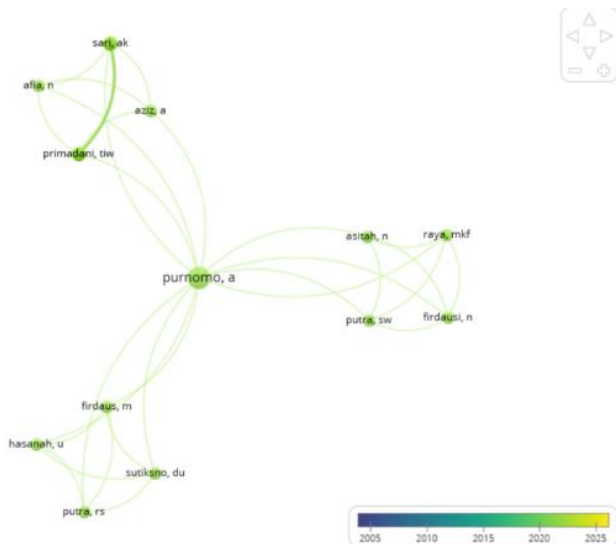 sari, ak
afia, n
aziz, a
primadani, tiw
asitah, n
raya, mkf
purnomo, a
putra, sw
firdausi, n
firdaus, m
hasanah, u
sutiksno, du
putra, rs
2005 2010 2015 2020 2025